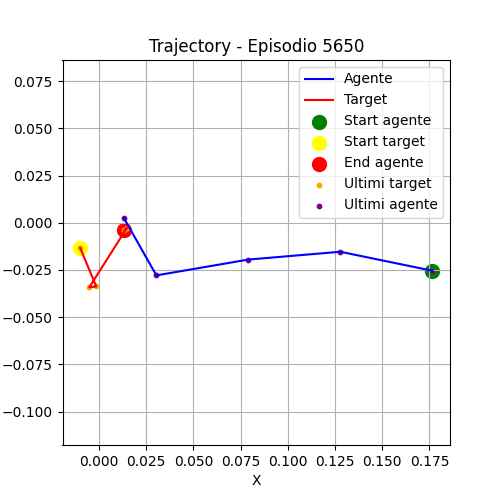 Trajectory - Episodio 5650
Agente
Target
Start agente
Start target
End agente
Ultimi target
Ultimi agente
0.075
0.050
0.025
0.000
−0.025
−0.050
−0.075
−0.100
0.000 0.025 0.050 0.075 0.100 0.125 0.150 0.175
X